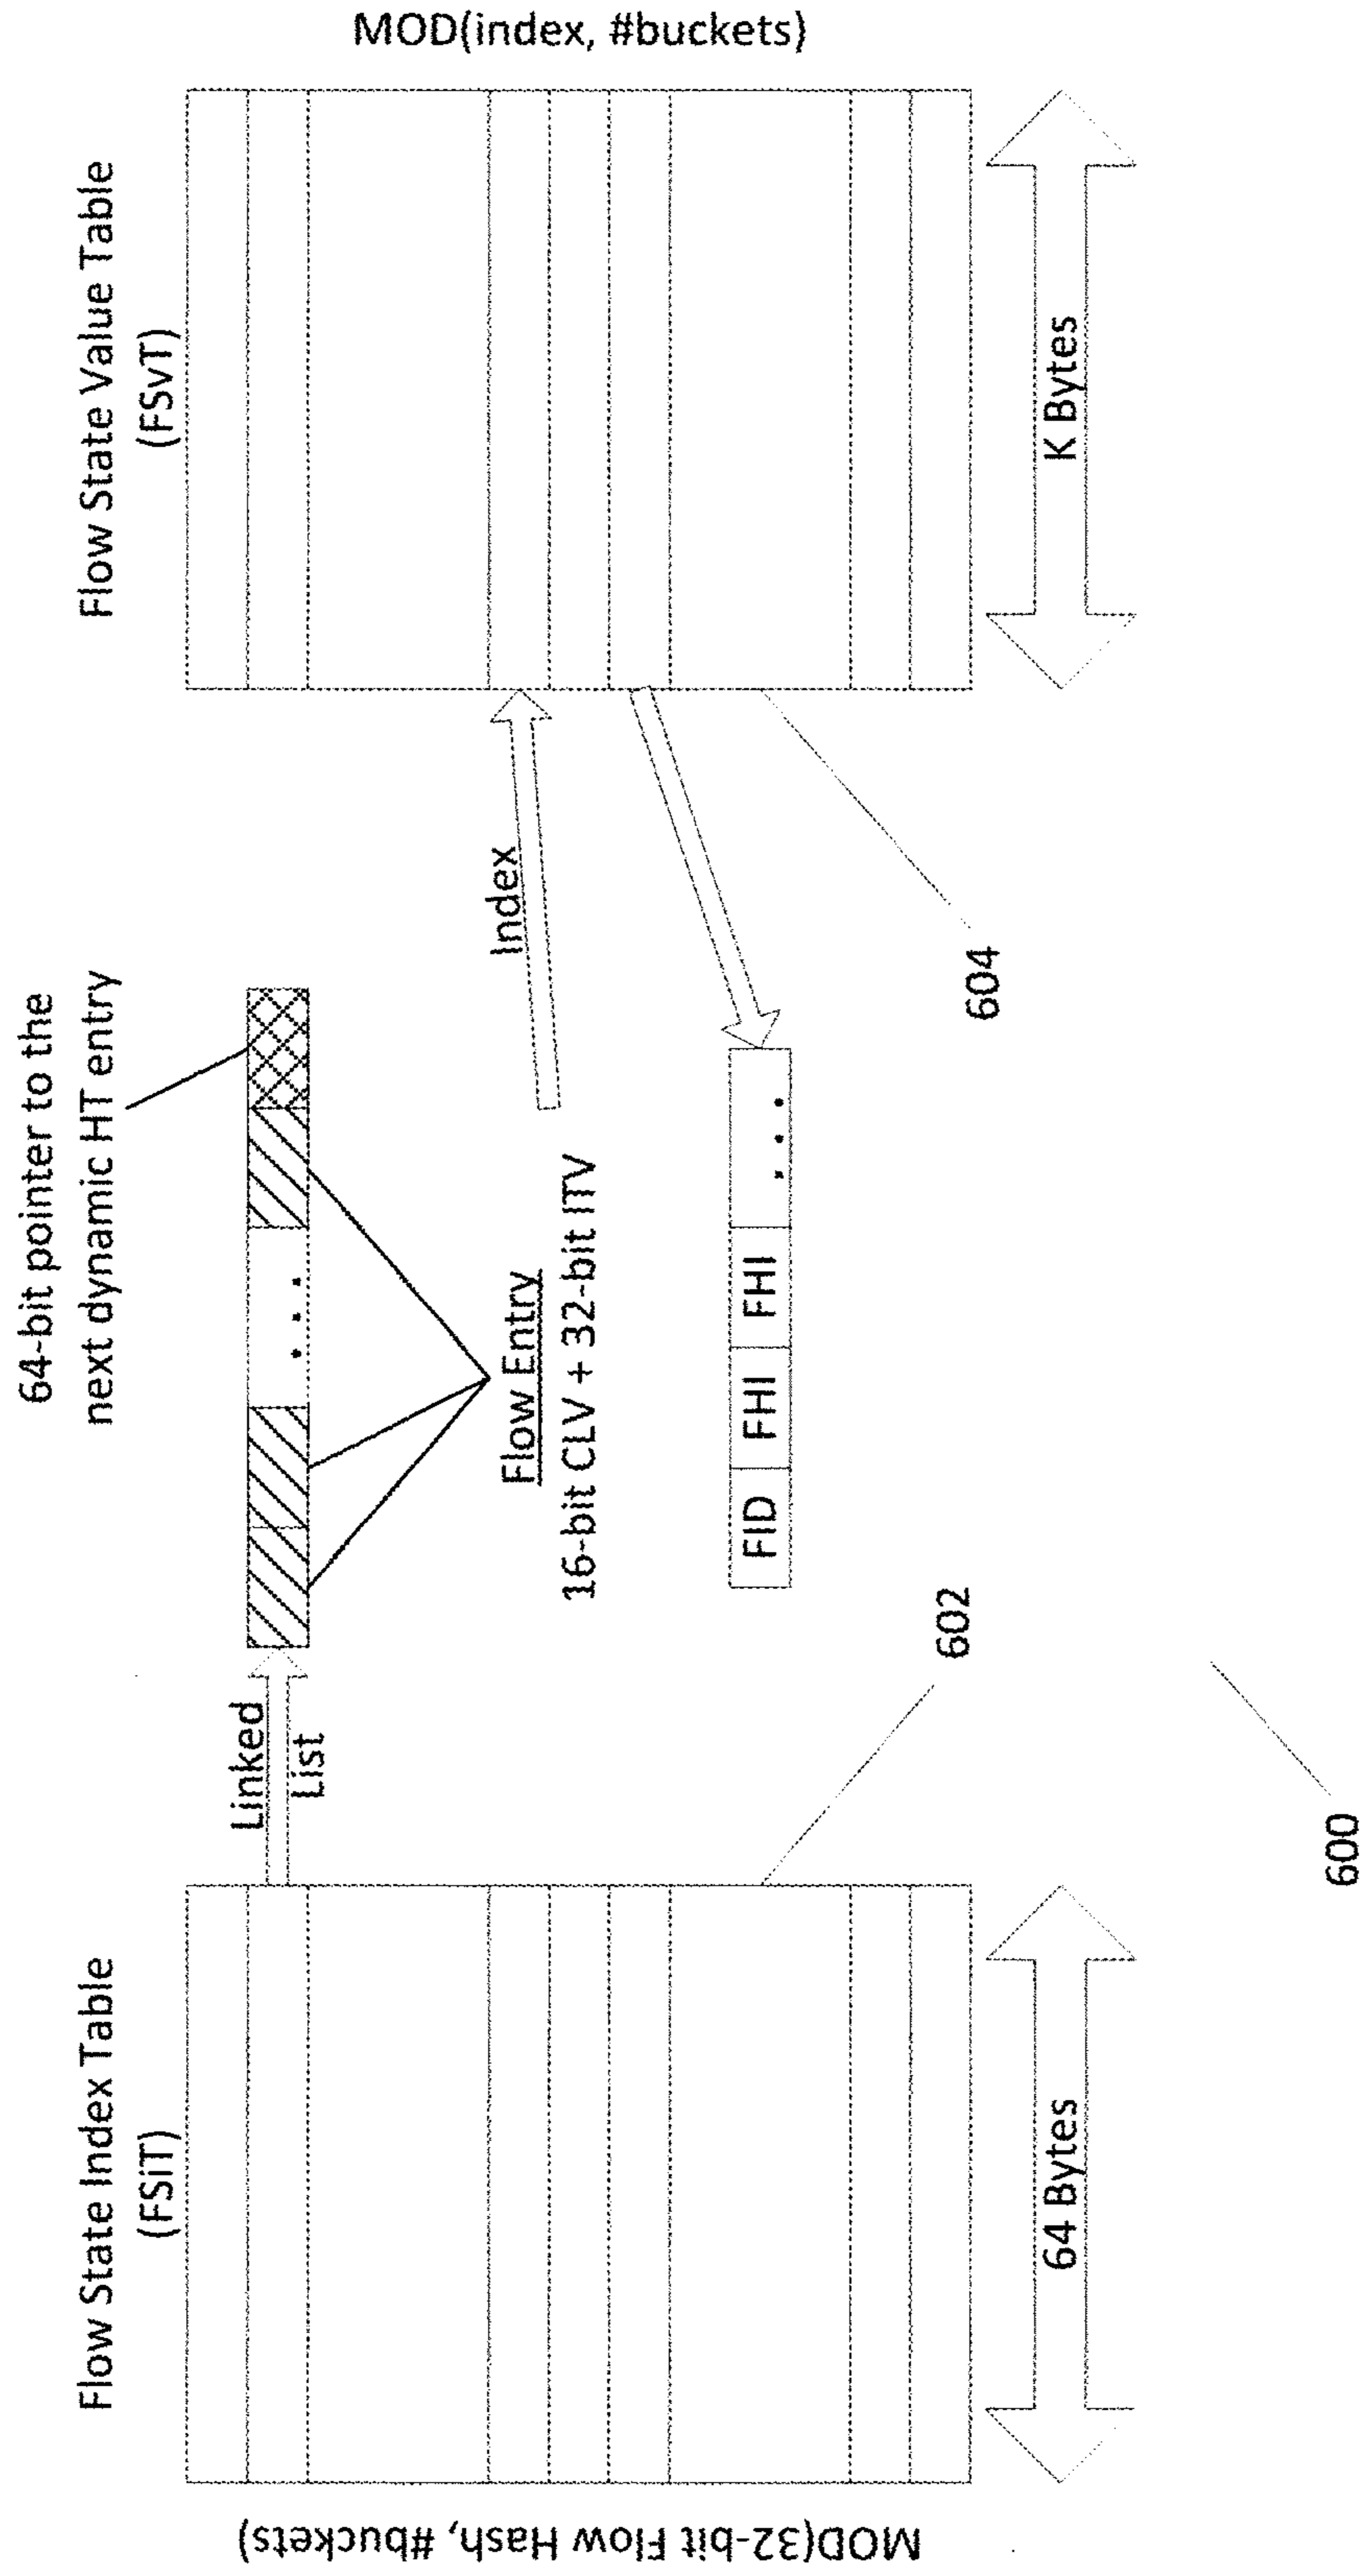 Flow State Index Table
(FSiT)
MOD(32-bit Flow Hash, #buckets)
64 Bytes
602
600
Linked
List
64-bit pointer to the
next dynamic HT entry
Flow Entry
16-bit CLV + 32-bit ITV
Index
FID FHI FHI
604
Flow State Value Table
(FSvT)
MOD(index, #buckets)
K Bytes